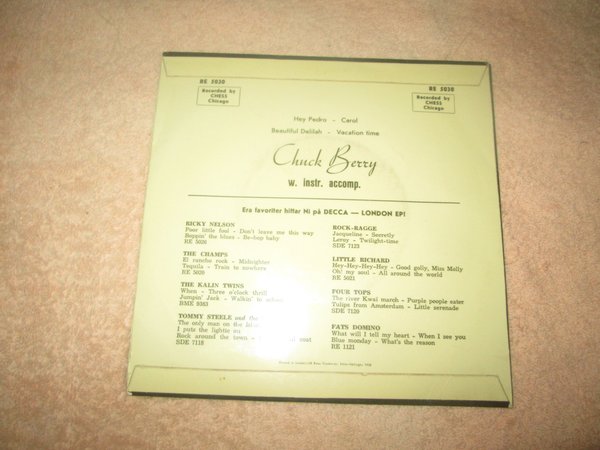 RE 5030
RE 5030
Recorded by
CHESS
Chicago
Recorded by
CHESS
Chicago
Hey Pedro - Carol
Beautiful Delilah - Vacation time
Chuck Berry
w. instr. accomp.
Era favoriter hittar Ni på DECCA — LONDON EP!
RICKY NELSON
Poor little fool - Don't leave me this way
Boppin' the blues - Be-bop baby
RE 5026
THE CHAMPS
El rancho rock - Midnighter
Tequila - Train to nowhere
RE 5020
THE KALIN TWINS
When - Three o'clock thrill
Jumpin' Jack - Walkin' to
RME 9363
TOMMY STEELE and the
The only man on the
I puts the lightie on
Rock around the town - coat
SDE 7118
ROCK-RAGGE
Jacqueline - Secretly
Leroy - Twilight-time
SDE 7123
LITTLE RICHARD
Hey-Hey-Hey-Hey - Good golly, Miss Molly
Oh! my soul - All around the world
RE 5021
FOUR TOPS
The river Kwai march - Purple people eater
Tulips from Amsterdam - Little serenade
SDE 7120
FATS DOMINO
What will I tell my heart - When I see you
Blue monday - What's the reason
RE 1121